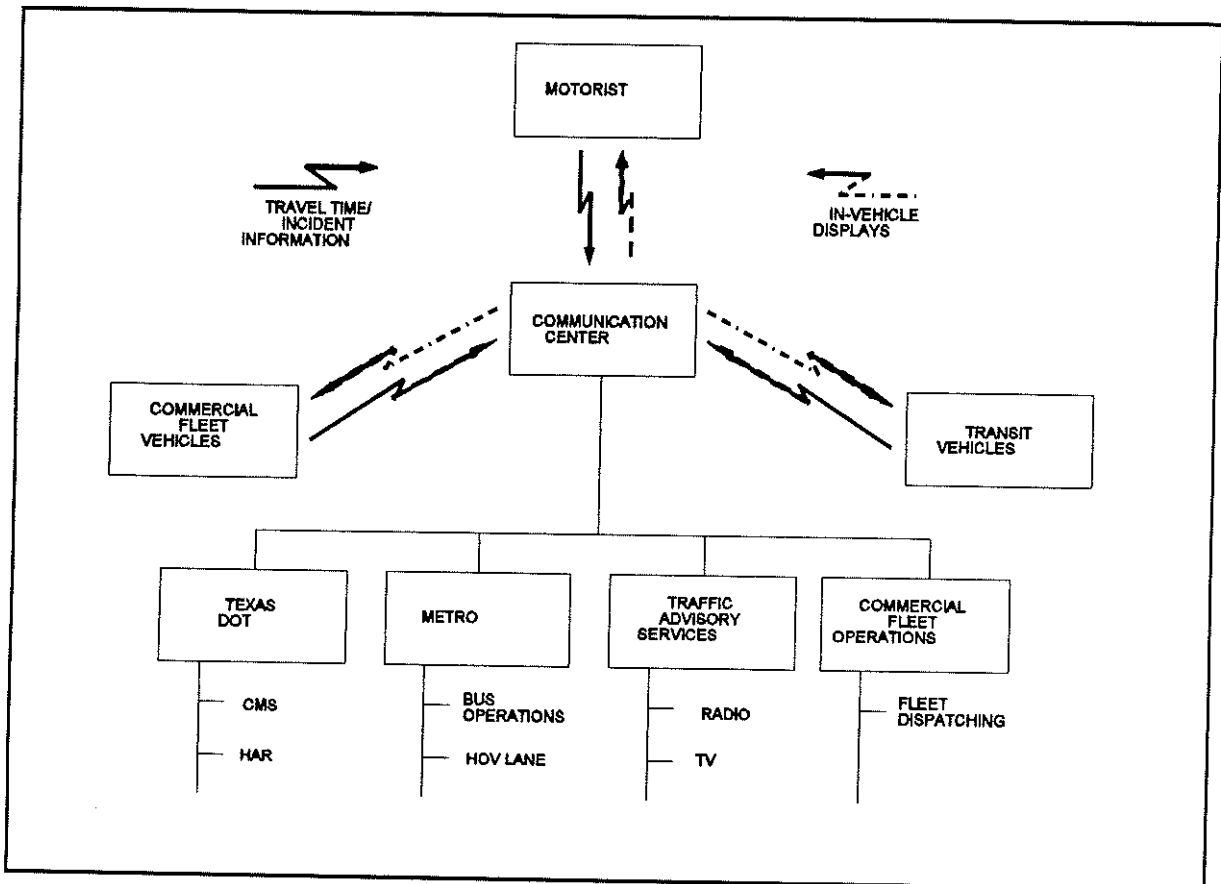 MOTORIST
TRAVEL TIME/
INCIDENT
INFORMATION
IN-VEHICLE
DISPLAYS
COMMUNICATION
CENTER
COMMERCIAL
FLEET
VEHICLES
TRANSIT
VEHICLES
TEXAS
DOT
METRO
TRAFFIC
ADVISORY
SERVICES
COMMERCIAL
FLEET
OPERATIONS
CMS
HAR
BUS
OPERATIONS
HOV LANE
RADIO
TV
FLEET
DISPATCHING